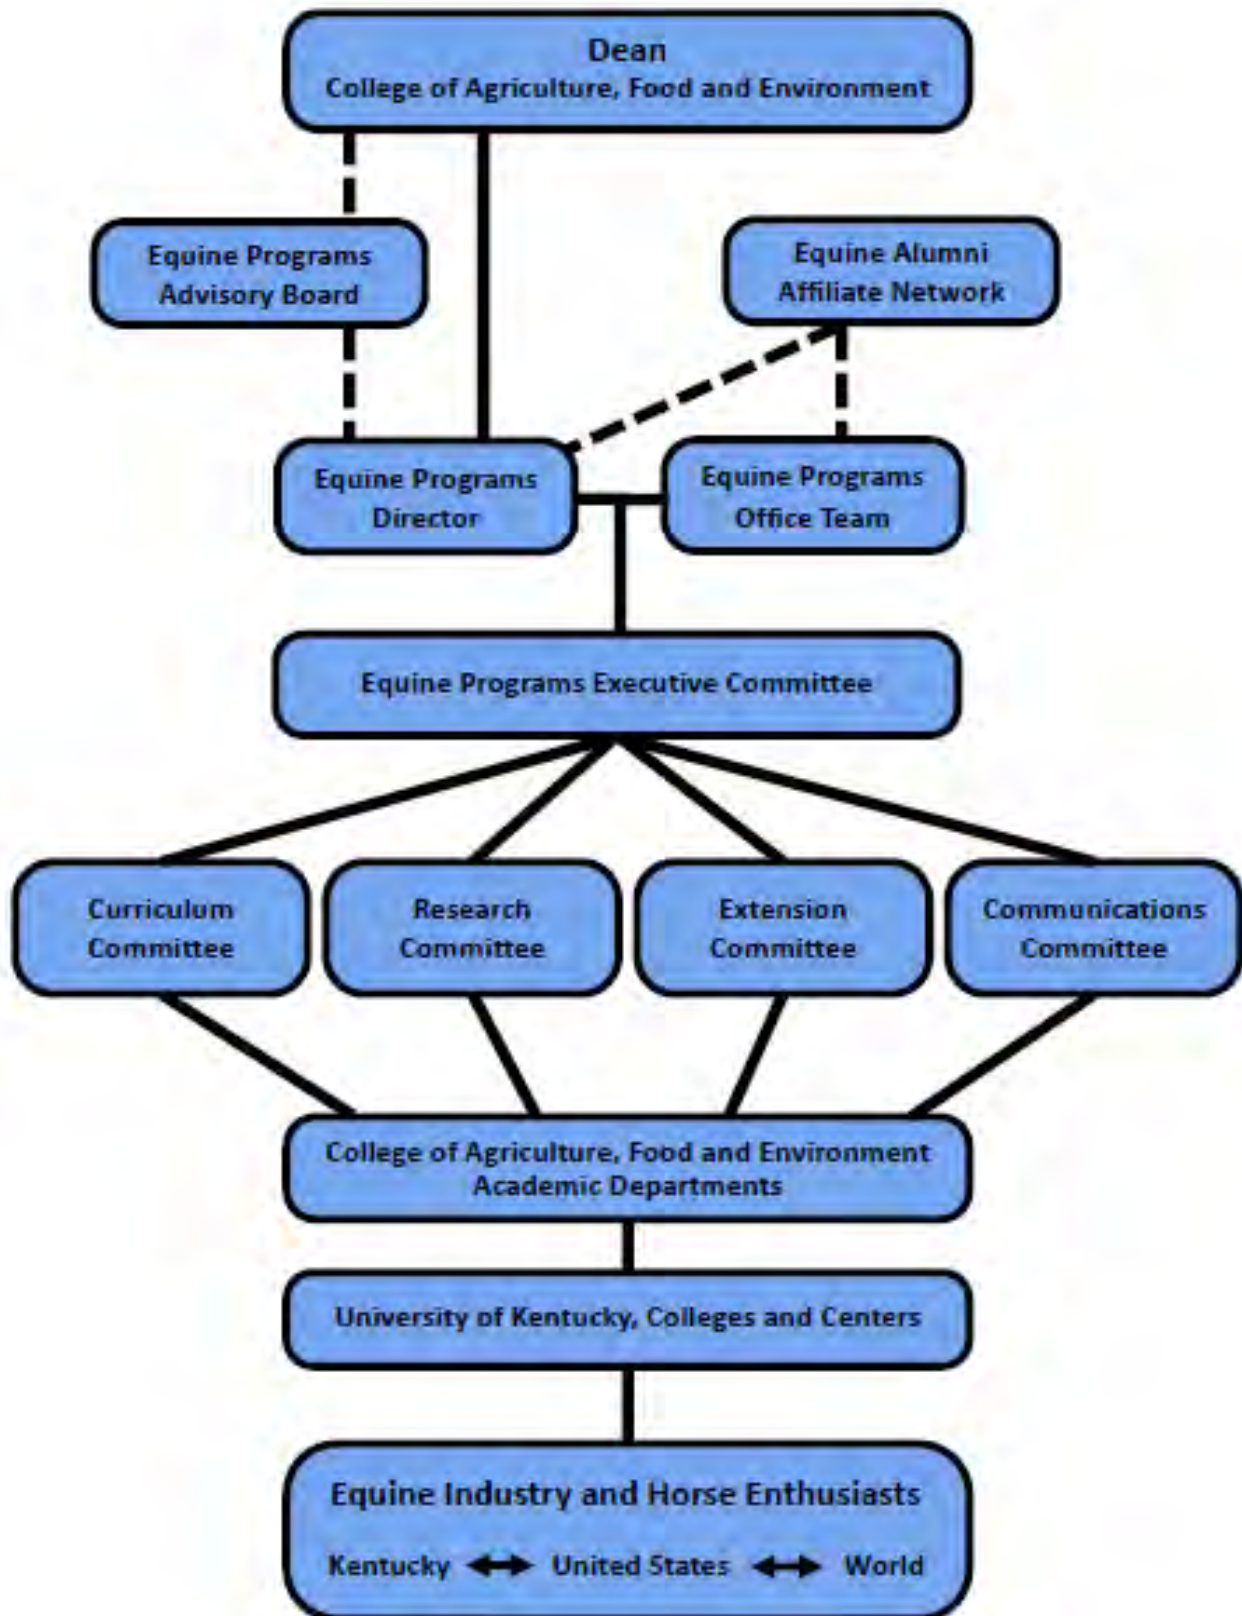 Dean
College of Agriculture, Food and Environment
Equine Programs
Advisory Board
Equine Alumni
Affiliate Network
Equine Programs
Director
Equine Programs
Office Team
Equine Programs Executive Committee
Curriculum
Committee
Research
Committee
Extension
Committee
Communications
Committee
College of Agriculture, Food and Environment
Academic Departments
University of Kentucky, Colleges and Centers
Equine Industry and Horse Enthusiasts
Kentucky United States World